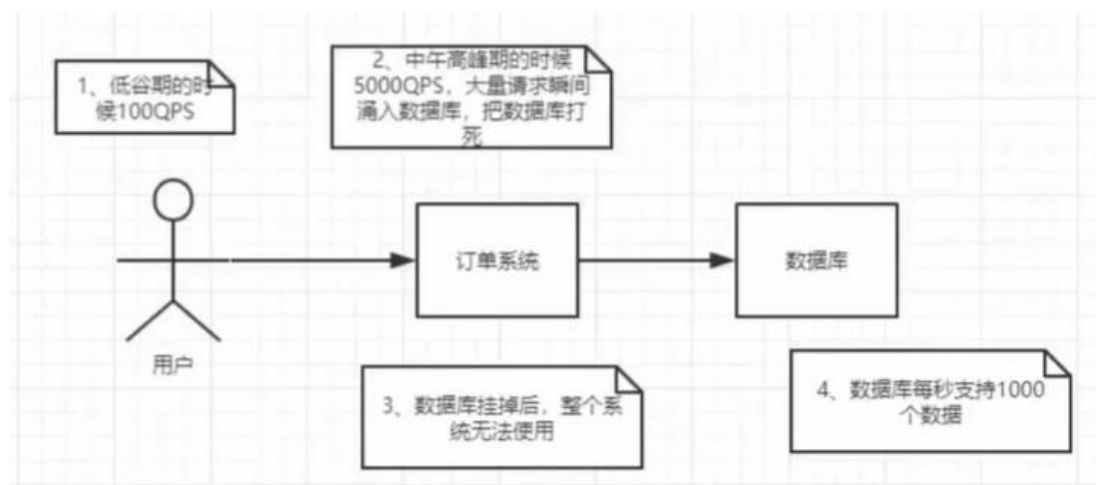 1、低谷期的时
候100QPS
2、中午高峰期的时候
5000QPS，大量请求瞬间
涌入数据库，把数据库打
死
订单系统
数据库
用户
3、数据库挂掉后，整个系
统无法使用
4、数据库每秒支持1000
个数据